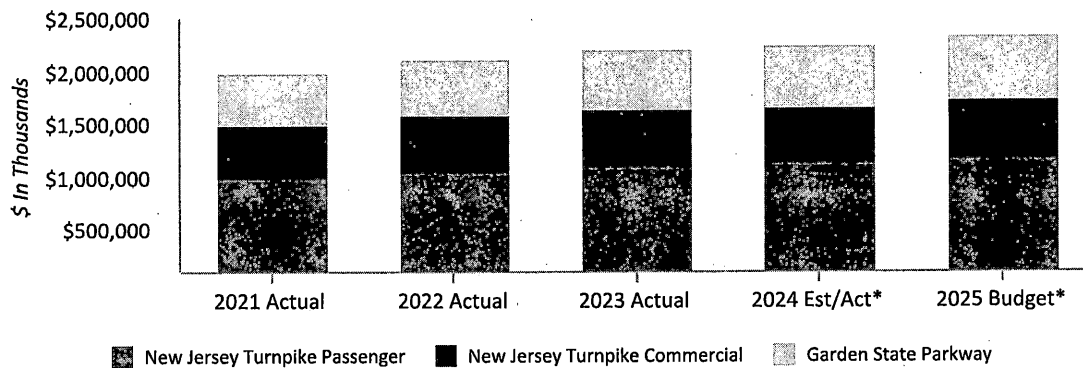 $2,500,000
$2,000,000
$1,500,000
$1,000,000
$500,000
$ In Thousands
2021 Actual 2022 Actual 2023 Actual 2024 Est/Act* 2025 Budget*
New Jersey Turnpike Passenger New Jersey Turnpike Commercial Garden State Parkway